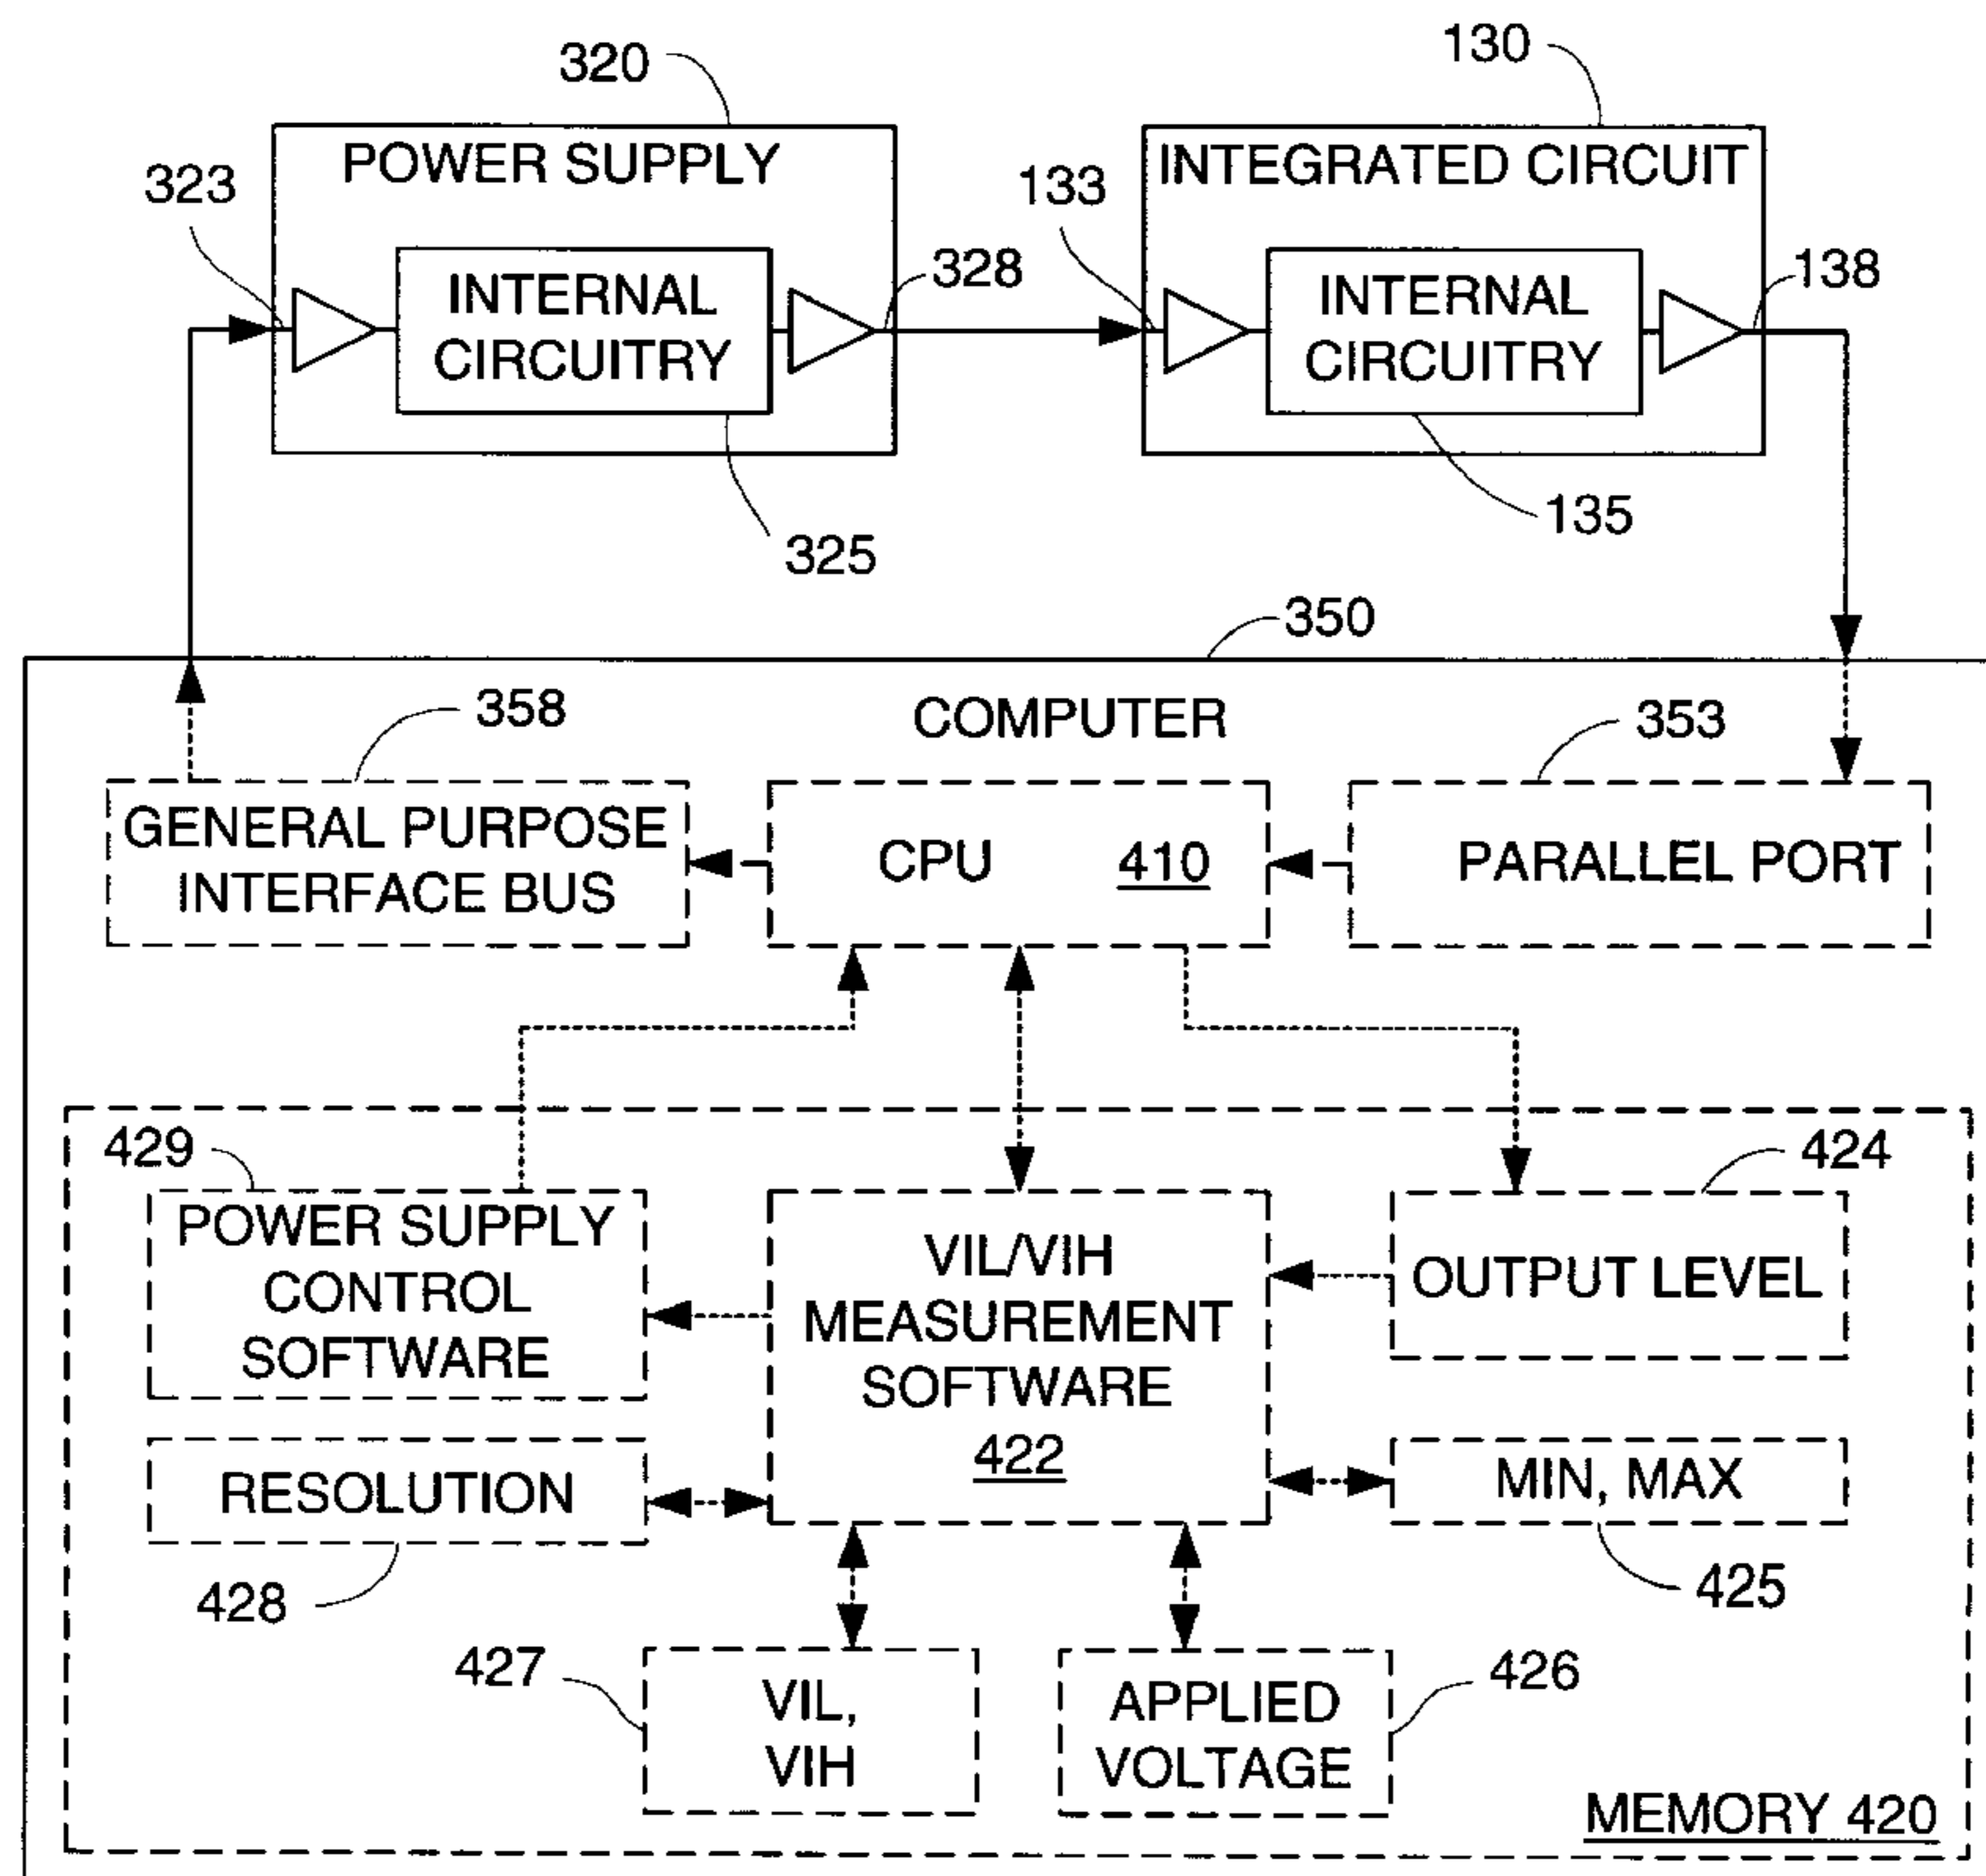 320
130
POWER SUPPLY
INTEGRATED CIRCUIT
323
133
328
138
INTERNAL
CIRCUITRY
INTERNAL
CIRCUITRY
325
135
350
COMPUTER
358
353
GENERAL PURPOSE
INTERFACE BUS
CPU 410
PARALLEL PORT
429
424
POWER SUPPLY
CONTROL
SOFTWARE
VIL/VIH
MEASUREMENT
SOFTWARE
422
OUTPUT LEVEL
RESOLUTION
MIN, MAX
428
425
427
VIL,
VIH
APPLIED
VOLTAGE
426
MEMORY 420